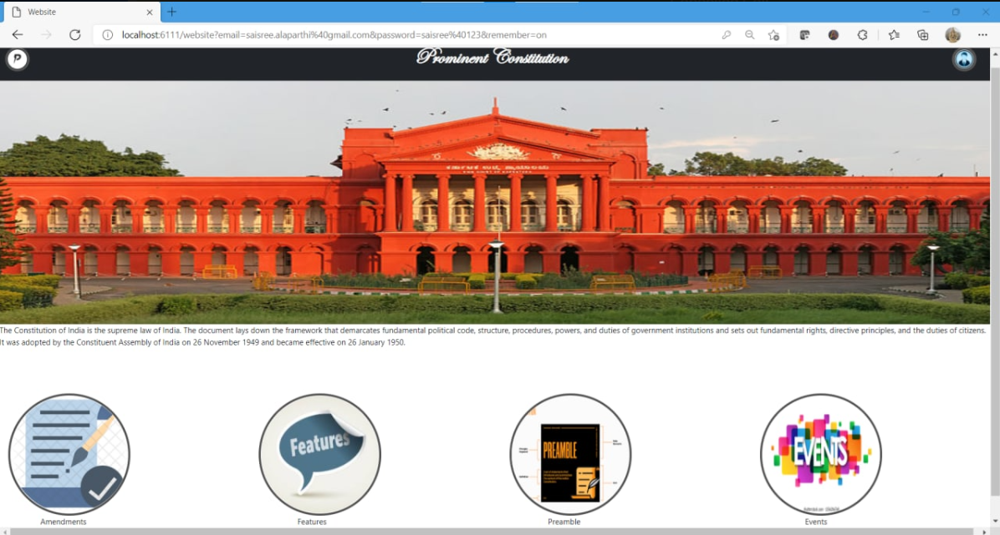 Website
localhost:6111/website?email=saisree.alaparthi%40gmail.com&password=saisree%40123&remember=on
P
Prominent Constitution
The Constitution of India is the supreme law of India. The document lays down the framework that demarcates fundamental political code, structure, procedures, powers, and duties of government institutions and sets out fundamental rights, directive principles, and the duties of citizens.
It was adopted by the Constituent Assembly of India on 26 November 1949 and became effective on 26 January 1950.
Features
PREAMBLE
EVENTS
Amendments
Features
Preamble
Events